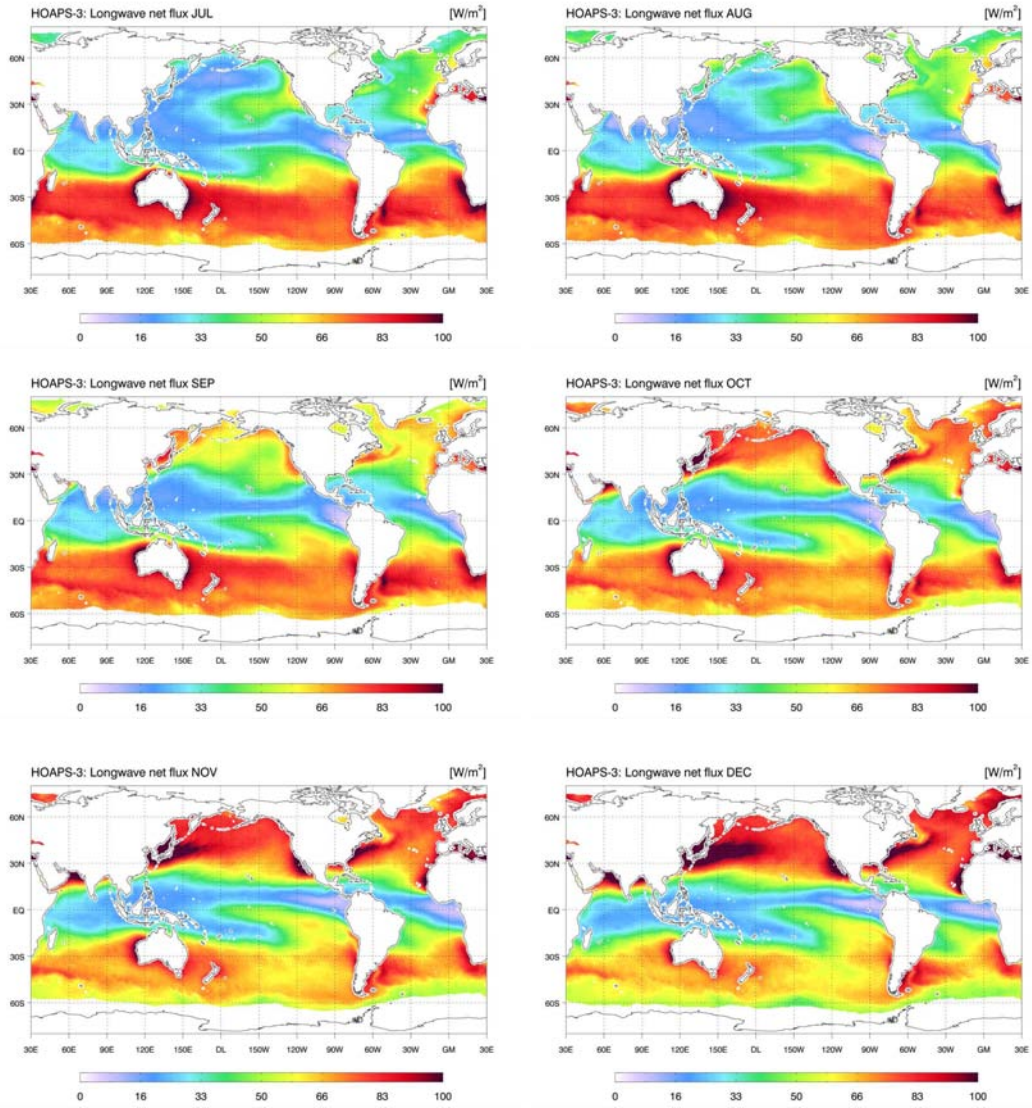 HOAPS-3: Longwave net flux JUL [W/m²]
60N
30N
EQ
30S
60S
30E 60E 90E 120E 150E DL 150W 120W 90W 60W 30W GM 30E
0 16 33 50 66 83 100
HOAPS-3: Longwave net flux AUG [W/m²]
60N
30N
EQ
30S
60S
30E 60E 90E 120E 150E DL 150W 120W 90W 60W 30W GM 30E
0 16 33 50 66 83 100
HOAPS-3: Longwave net flux SEP [W/m²]
60N
30N
EQ
30S
60S
30E 60E 90E 120E 150E DL 150W 120W 90W 60W 30W GM 30E
0 16 33 50 66 83 100
HOAPS-3: Longwave net flux OCT [W/m²]
60N
30N
EQ
30S
60S
30E 60E 90E 120E 150E DL 150W 120W 90W 60W 30W GM 30E
0 16 33 50 66 83 100
HOAPS-3: Longwave net flux NOV [W/m²]
60N
30N
EQ
30S
60S
30E 60E 90E 120E 150E DL 150W 120W 90W 60W 30W GM 30E
0 16 33 50 66 83 100
HOAPS-3: Longwave net flux DEC [W/m²]
60N
30N
EQ
30S
60S
30E 60E 90E 120E 150E DL 150W 120W 90W 60W 30W GM 30E
0 16 33 50 66 83 100